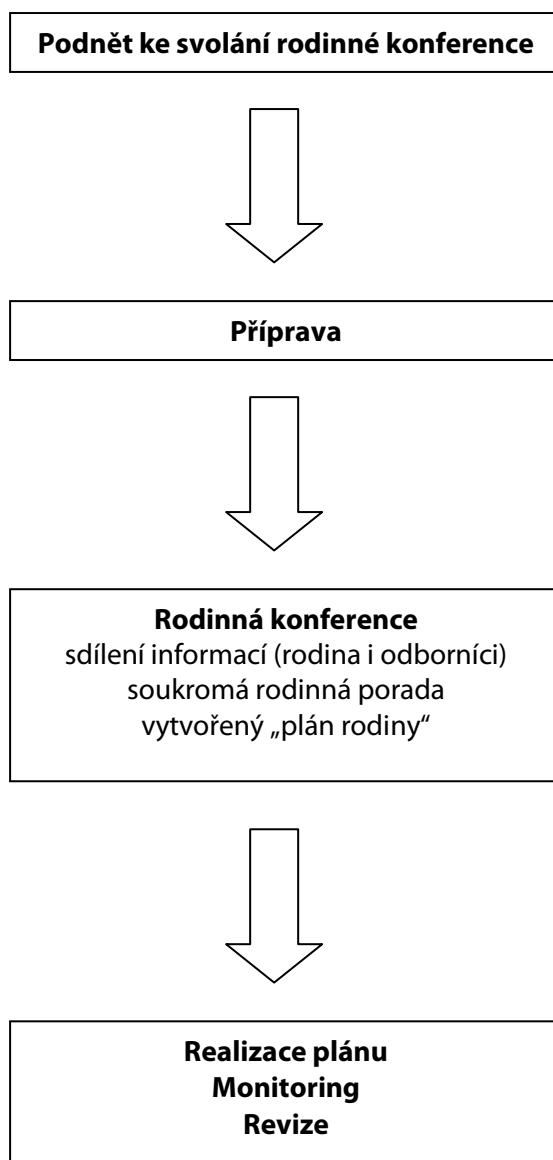 Podnět ke svolání rodinné konference
Příprava
Rodinná konference
sdílení informací (rodina i odborníci)
soukromá rodinná porada
vytvořený „plán rodiny“
Realizace plánu
Monitoring
Revize